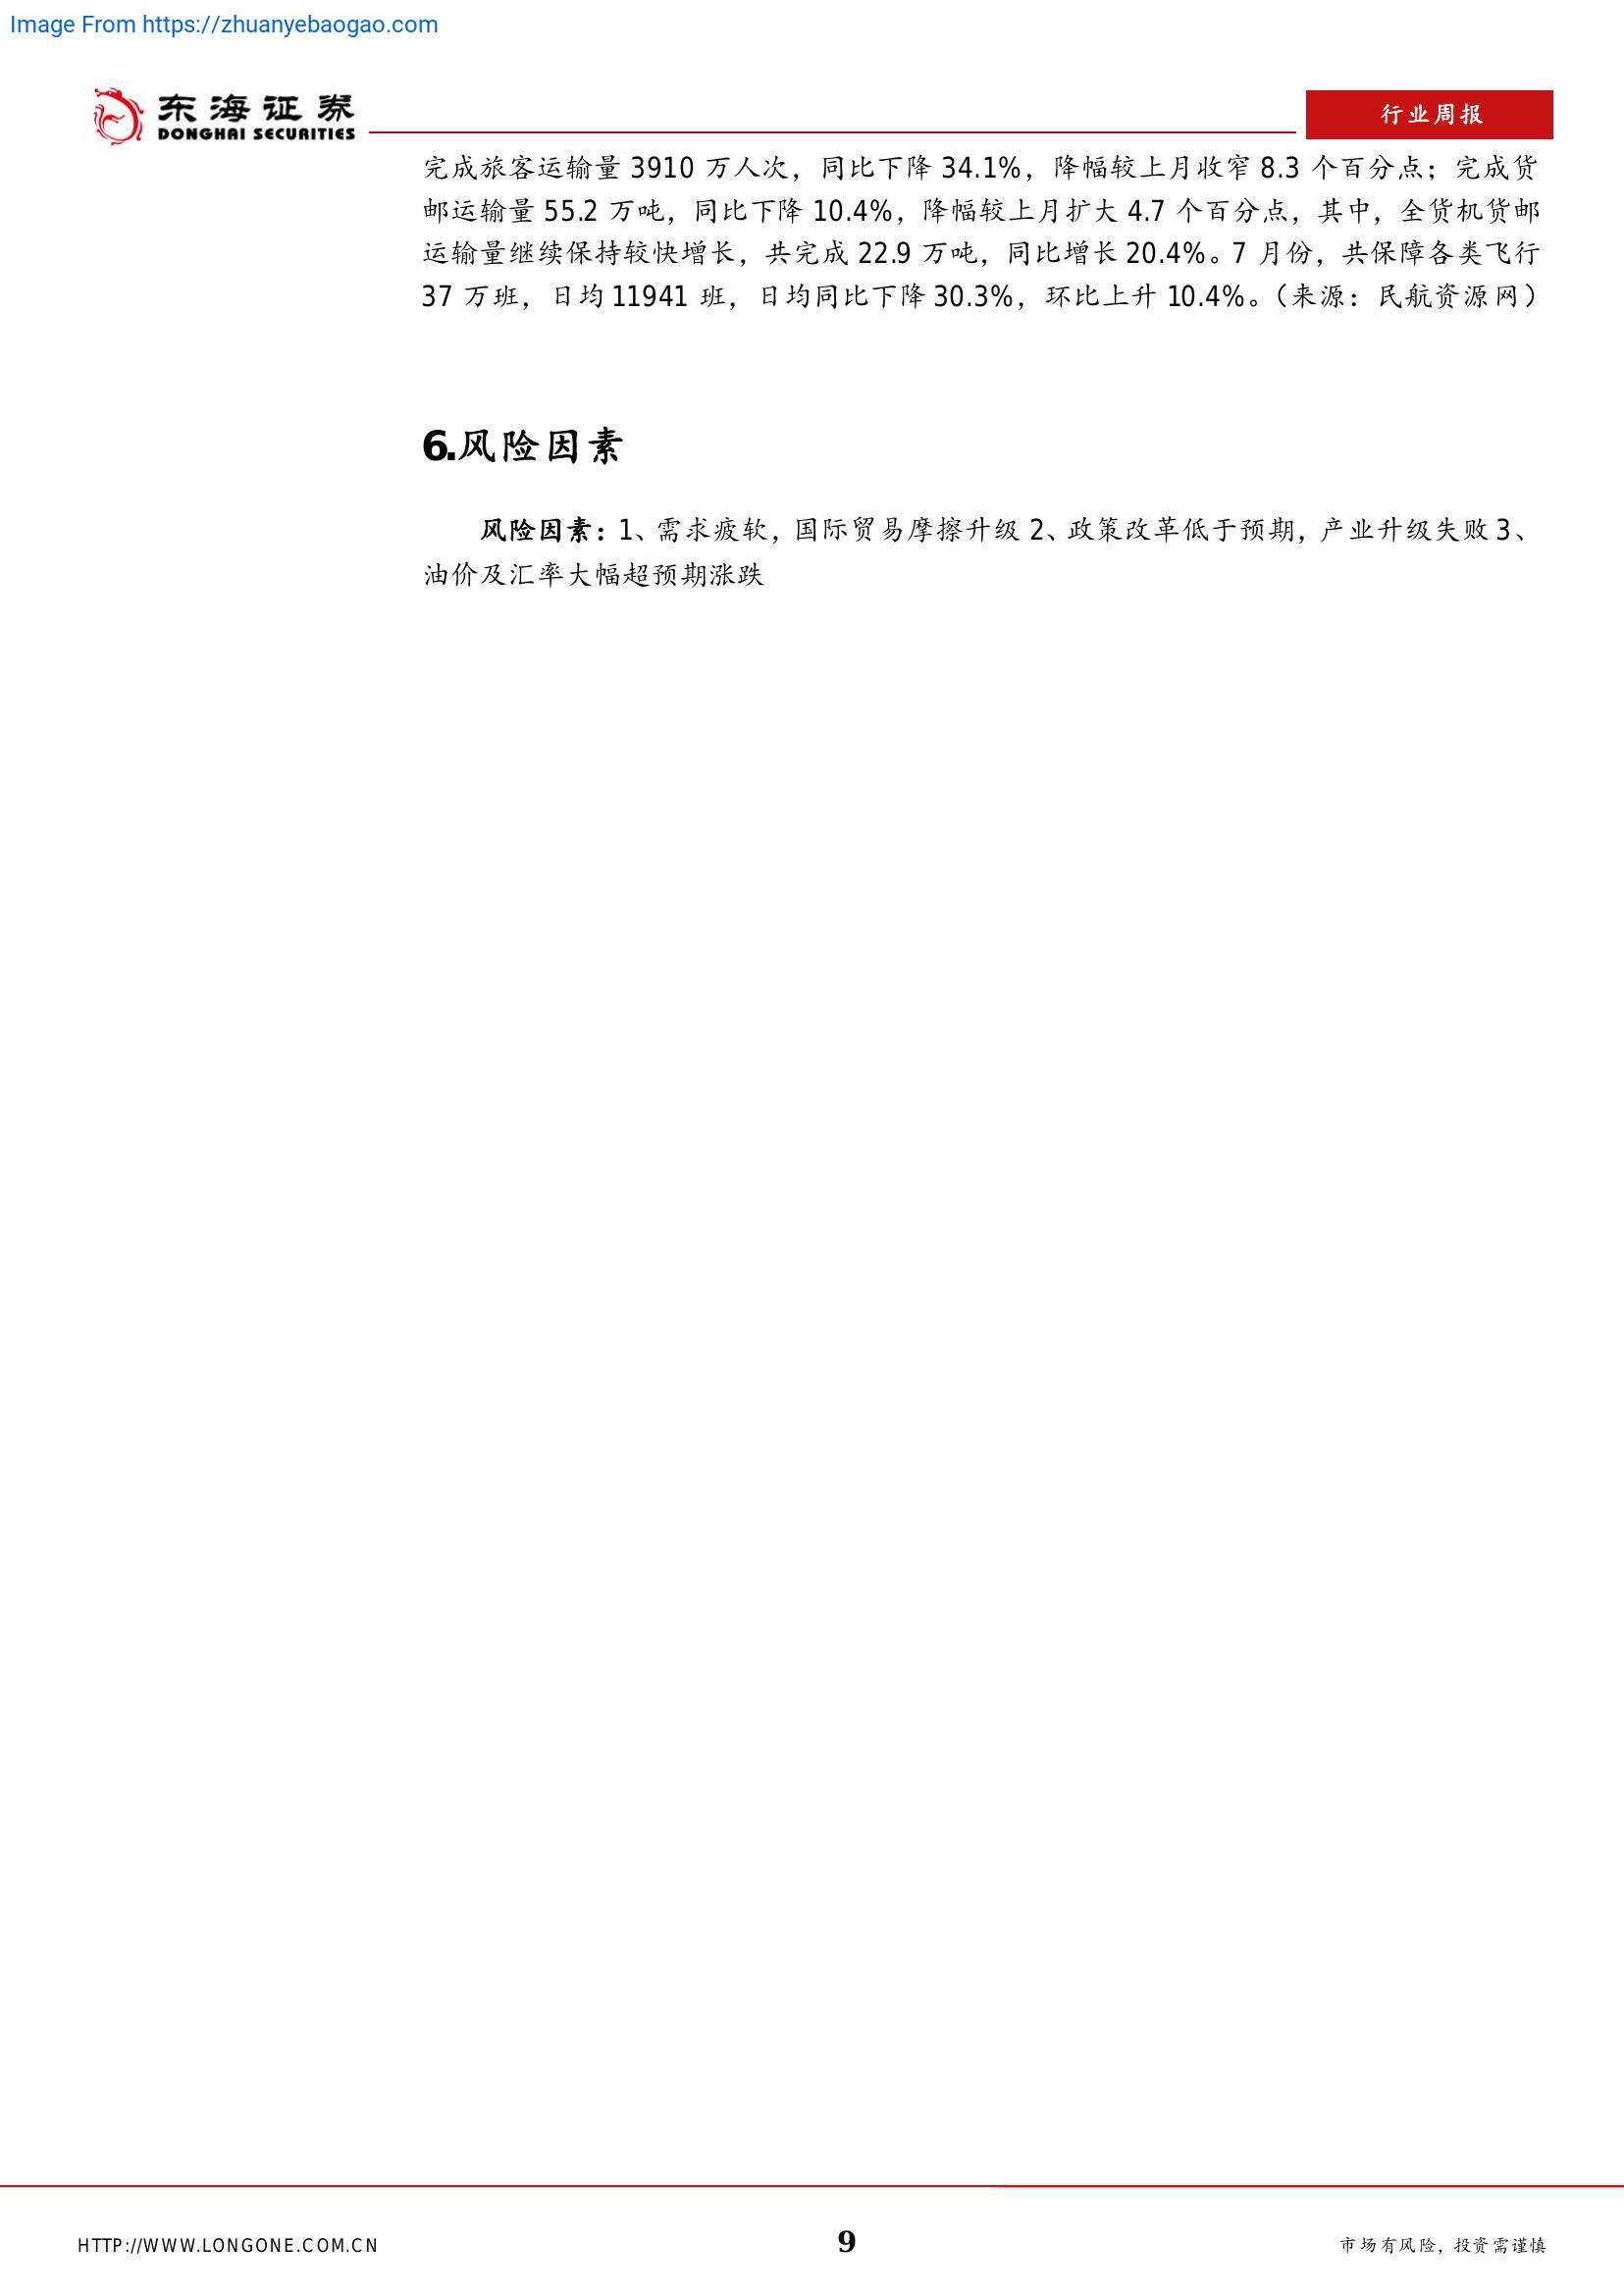 Image From https://zhuanyebaogao.com
东海证券
DONGHAI SECURITIES
行业周报
完成旅客运输量 3910 万人次，同比下降 34.1%，降幅较上月收窄 8.3 个百分点；完成货
邮运输量 55.2 万吨，同比下降 10.4%，降幅较上月扩大 4.7 个百分点，其中，全货机货邮
运输量继续保持较快增长，共完成 22.9 万吨，同比增长 20.4%。7 月份，共保障各类飞行
37 万班，日均 11941 班，日均同比下降 30.3%，环比上升 10.4%。（来源：民航资源网）
6.风险因素
风险因素：1、需求疲软，国际贸易摩擦升级 2、政策改革低于预期，产业升级失败 3、
油价及汇率大幅超预期涨跌
HTTP://WWW.LONGONE.COM.CN
9
市场有风险，投资需谨慎